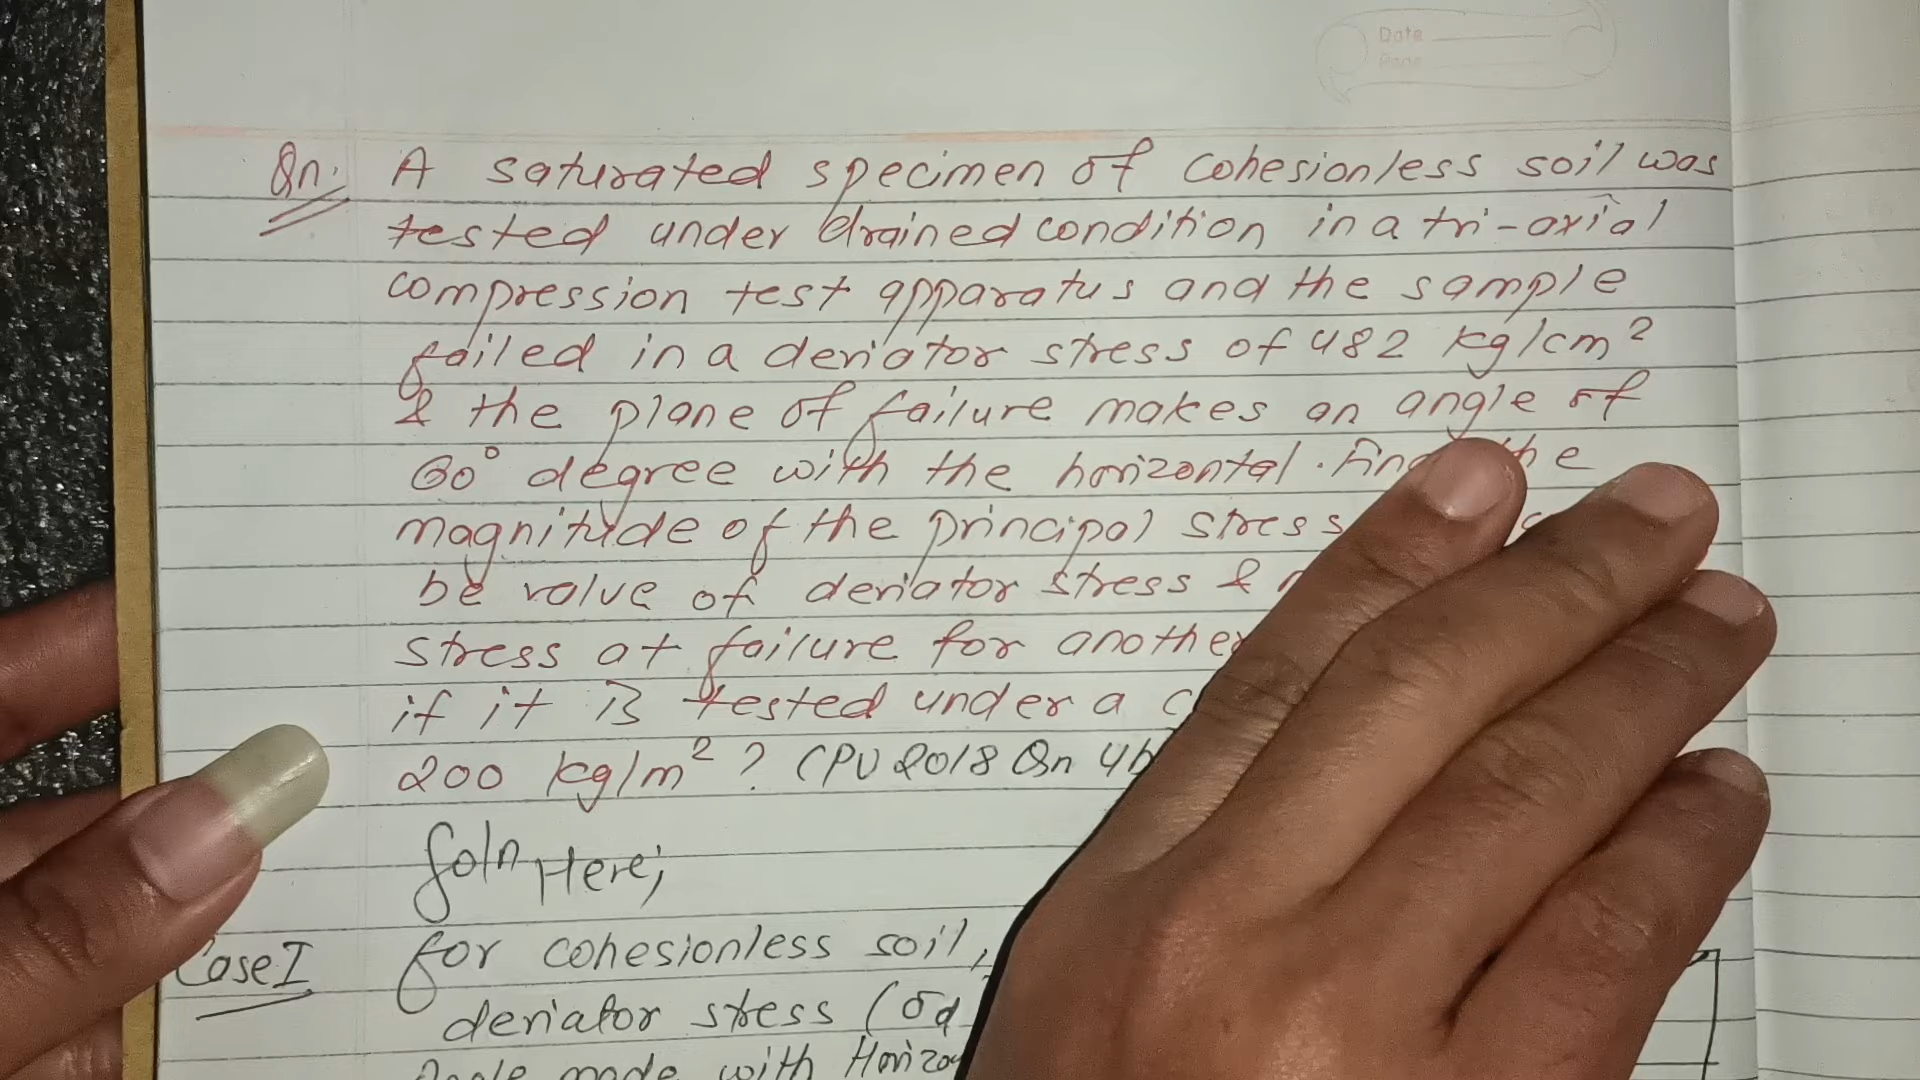 Date
Page
Qn. A saturated specimen of cohesionless soil was
tested under drained condition in a tri-axial
compression test apparatus and the sample
failed in a deviator stress of 482 kg/cm²
& the plane of failure makes an angle of
60° degree with the horizontal. Find the
magnitude of the principal stress
be value of deviator stress &
stress at failure for another
if it is tested under a
200 kg/m² ? (PU 2018 Qn 4b
Soln Here;
Case I for cohesionless soil,
deviator stress (σd
Angle made with Horizon